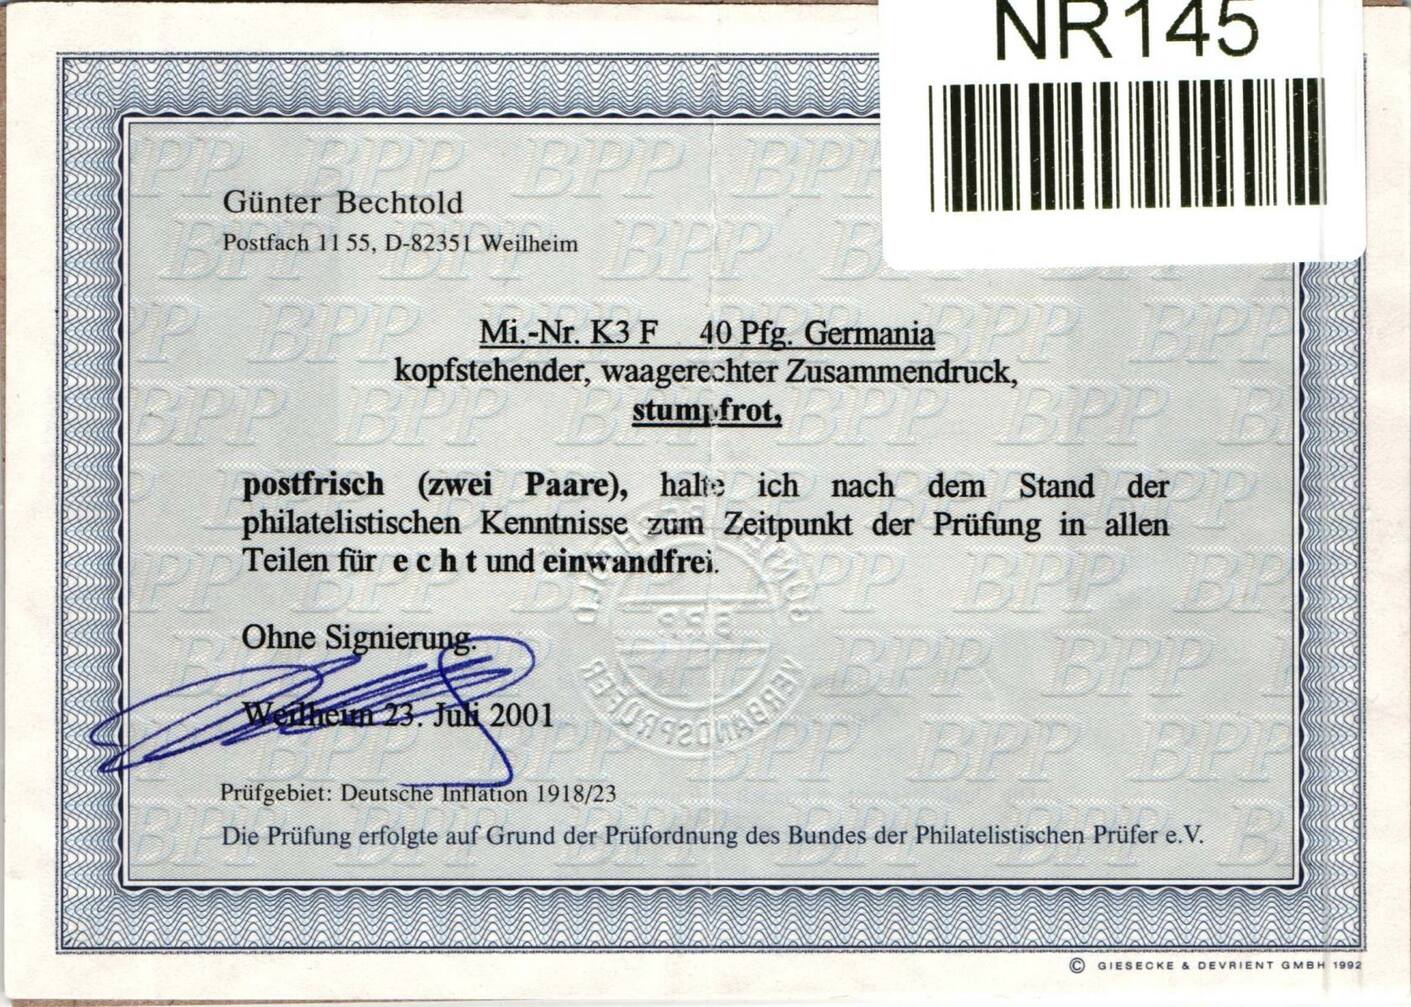 NR145
Günter Bechtold
Postfach 11 55, D-82351 Weilheim
Mi.-Nr. K3 F 40 Pfg. Germania
kopfstehender, waagerechter Zusammendruck,
stumpfrot,
postfrisch (zwei Paare), halte ich nach dem Stand der
philatelistischen Kenntnisse zum Zeitpunkt der Prüfung in allen
Teilen für e c h t und einwandfrei.
Ohne Signierung.
Weilheim 23. Juli 2001
Prüfgebiet: Deutsche Inflation 1918/23
Die Prüfung erfolgte auf Grund der Prüfordnung des Bundes der Philatelistischen Prüfer e.V.
© GIESECKE & DEVRIENT GMBH 1992